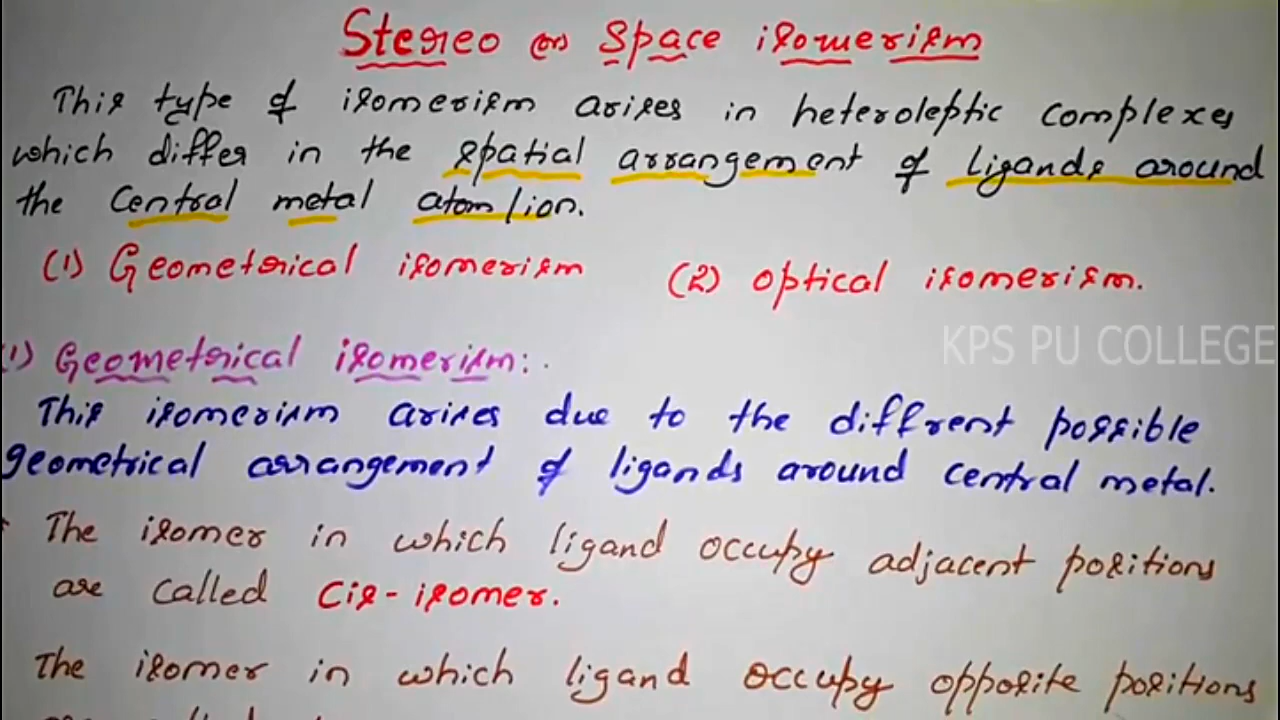 Stereo or Space isomerism
This type of isomerism arises in heteroleptic complexes
which differ in the spatial arrangement of ligands around
the central metal atom/ion.
(1) Geometrical isomerism (2) optical isomerism.
KPS PU COLLEGE
1) Geometrical isomerism:.
This isomerism arises due to the diffrent possible
geometrical arrangement of ligands around central metal.
The isomer in which ligand occupy adjacent positions
are called Cis-isomer.
The isomer in which ligand occupy opposite positions